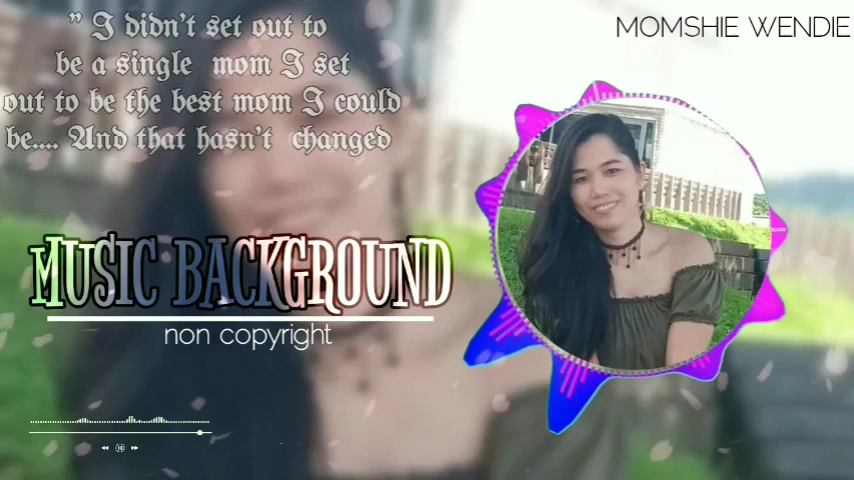 " I didn't set out to
be a single mom I set
out to be the best mom I could
be.... And that hasn't changed
MOMSHIE WENDIE
MUSIC BACKGROUND
non copyright